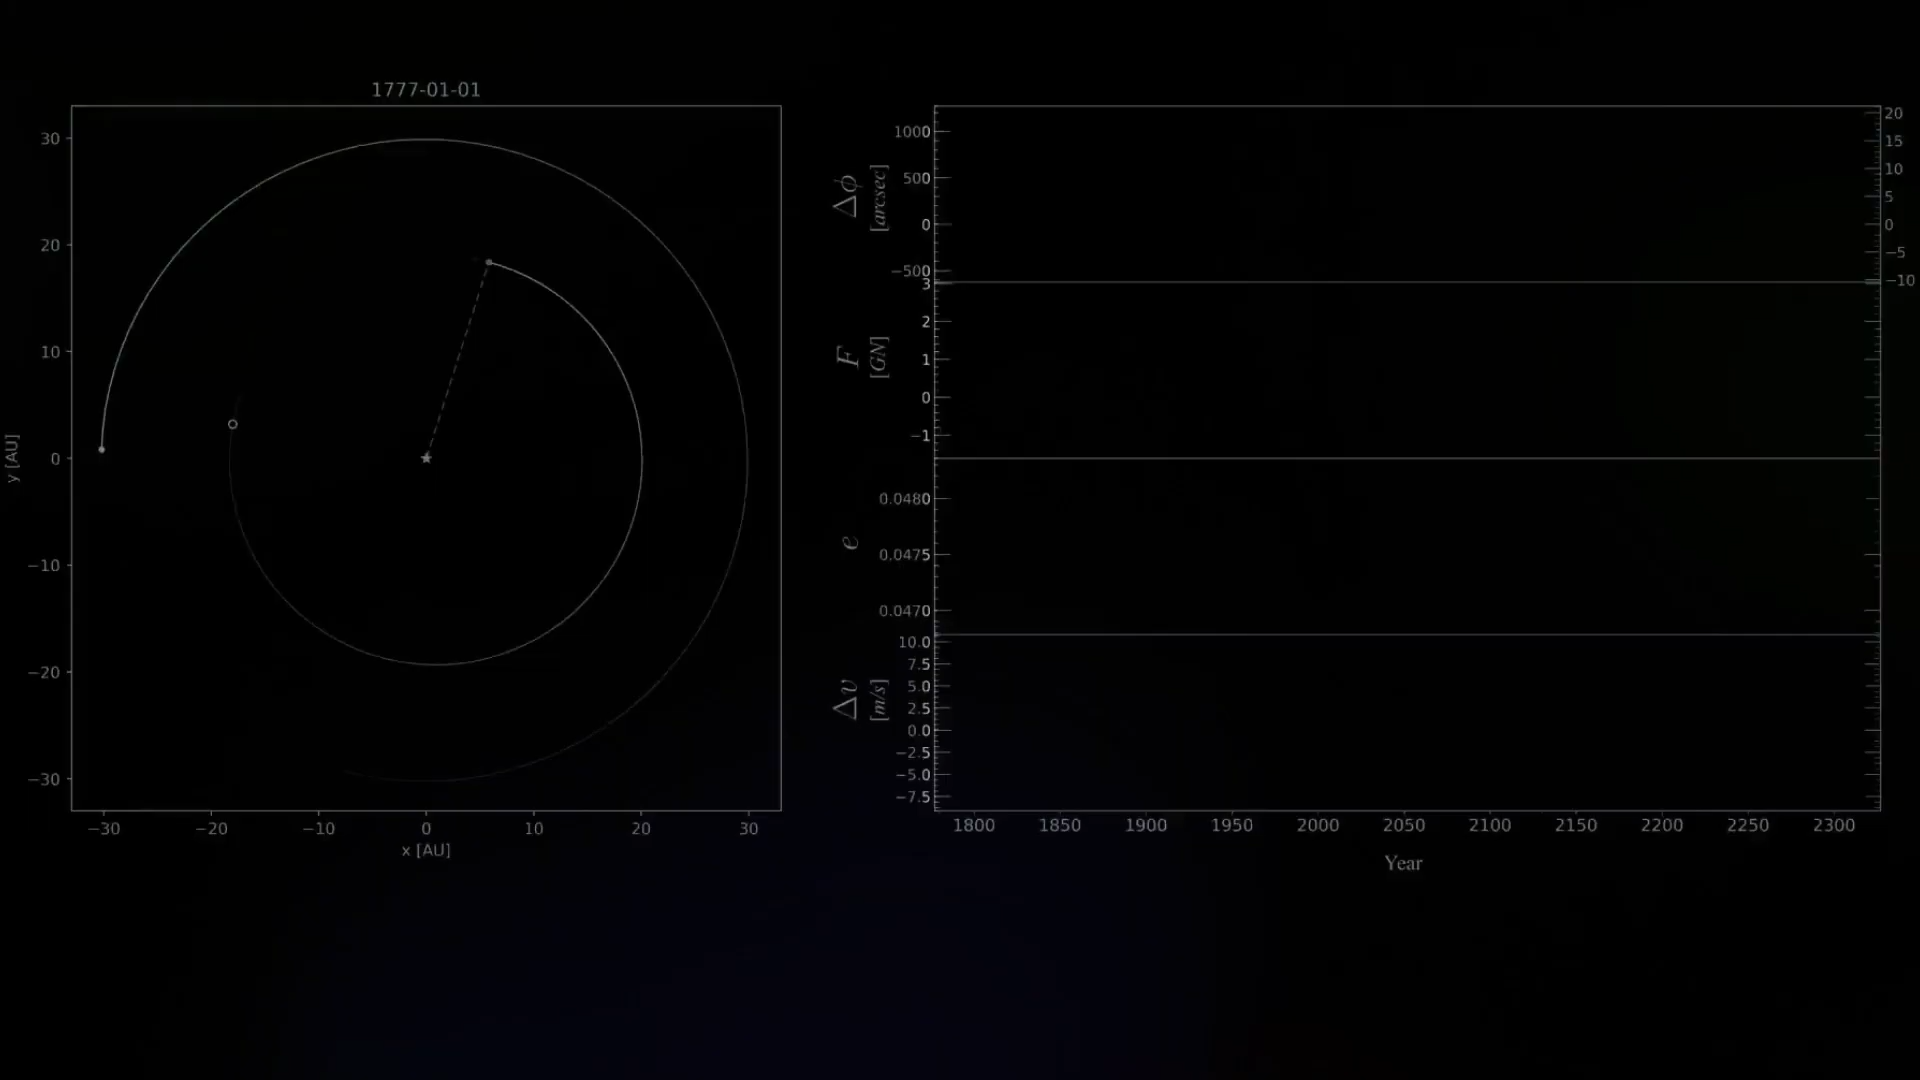 1777-01-01
30
20
10
0
−10
−20
−30
y [AU]
−30 −20 −10 0 10 20 30
x [AU]
1000
500
0
−500
Δϕ
[arcsec]
20
15
10
5
0
−5
−10
3
2
1
0
−1
F
[GN]
0.0480
0.0475
0.0470
e
10.0
7.5
5.0
2.5
0.0
−2.5
−5.0
−7.5
Δv
[m/s]
1800 1850 1900 1950 2000 2050 2100 2150 2200 2250 2300
Year